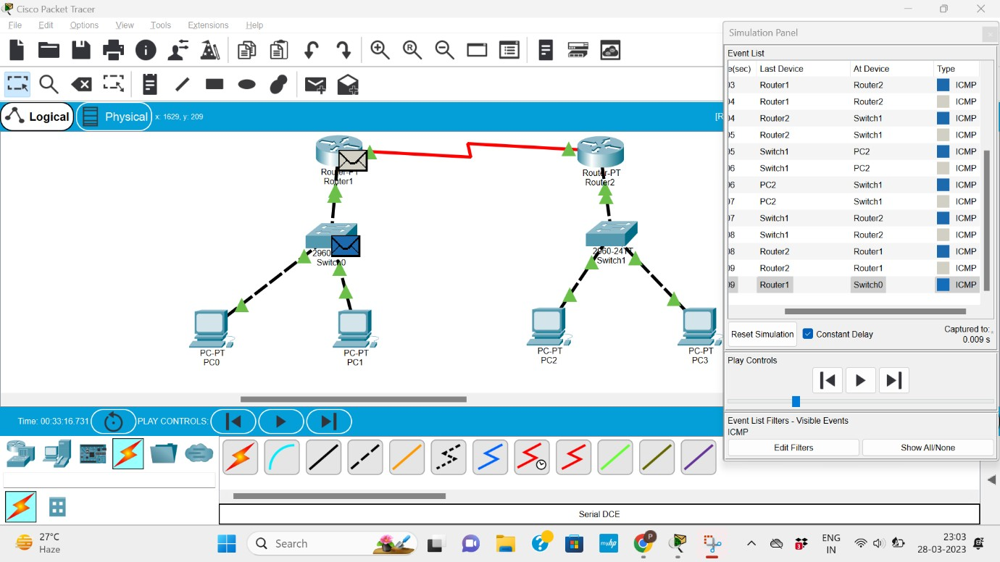 Cisco Packet Tracer
File Edit Options View Tools Extensions Help
Logical
Physical
x: 1629, y: 209
[R
Router-PT
Router1
Router-PT
Router2
2960
Switch0
2960-24TT
Switch1
PC-PT
PC0
PC-PT
PC1
PC-PT
PC2
PC-PT
PC3
Simulation Panel
Event List
e(sec) Last Device At Device Type
03 Router1 Router2 ICMP
04 Router1 Router2 ICMP
04 Router2 Switch1 ICMP
05 Router2 Switch1 ICMP
05 Switch1 PC2 ICMP
06 Switch1 PC2 ICMP
06 PC2 Switch1 ICMP
07 PC2 Switch1 ICMP
07 Switch1 Router2 ICMP
08 Switch1 Router2 ICMP
08 Router2 Router1 ICMP
09 Router2 Router1 ICMP
09 Router1 Switch0 ICMP
Reset Simulation
Constant Delay
Captured to:
0.009 s
Play Controls
Event List Filters - Visible Events
ICMP
Edit Filters
Show All/None
Time: 00:33:16.731
PLAY CONTROLS:
Serial DCE
27°C
Haze
Search
myhp
P
3
ENG
IN
23:03
28-03-2023